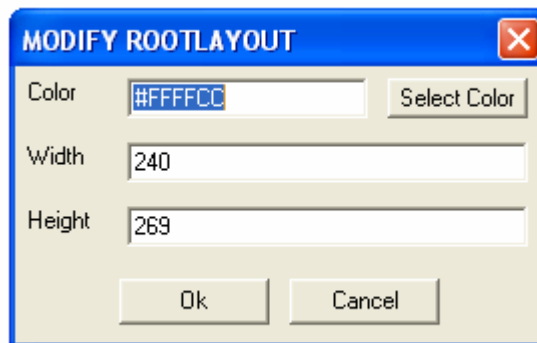 MODIFY ROOTLAYOUT
Color #FFFFCC Select Color
Width 240
Height 269
Ok Cancel